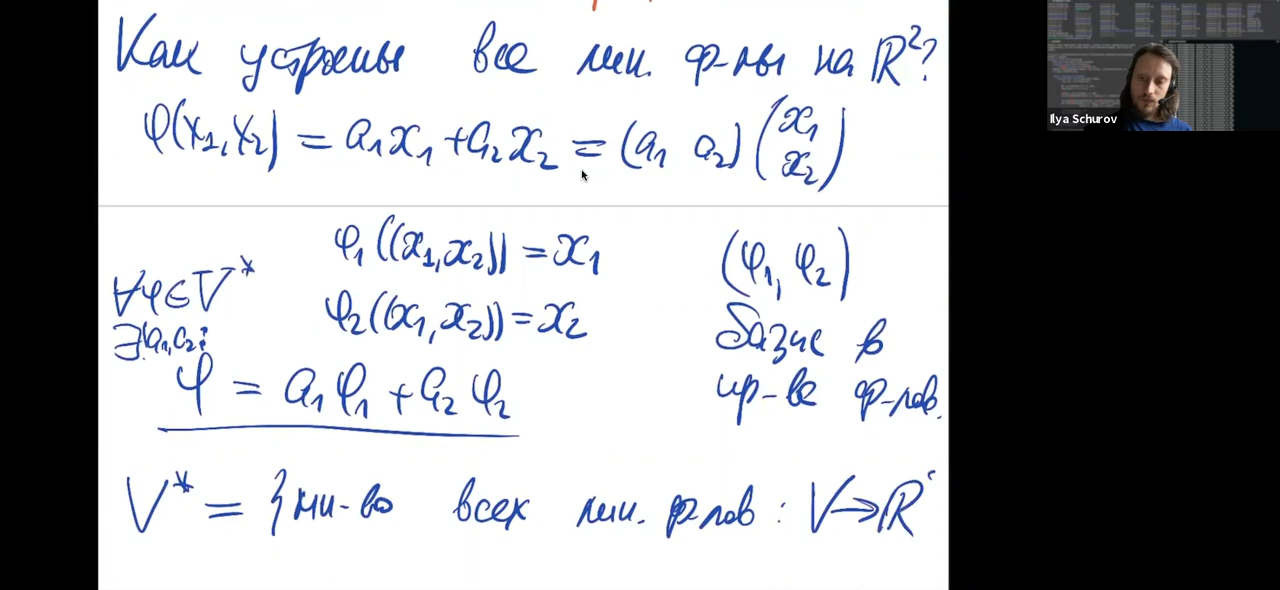 Как устроены все лин. ф-лы на ℝ²?
φ(x₁,x₂) = a₁x₁ + a₂x₂ = (a₁ a₂) (x₁ x₂)
φ₁((x₁,x₂)) = x₁
φ₂((x₁,x₂)) = x₂
∀φ∈V*
∃!a₁,a₂:
φ = a₁φ₁ + a₂φ₂
(φ₁, φ₂)
базис в
пр-ве ф-лов.
V* = {мн-во всех лин. ф-лов : V→ℝ
Ilya Schurov